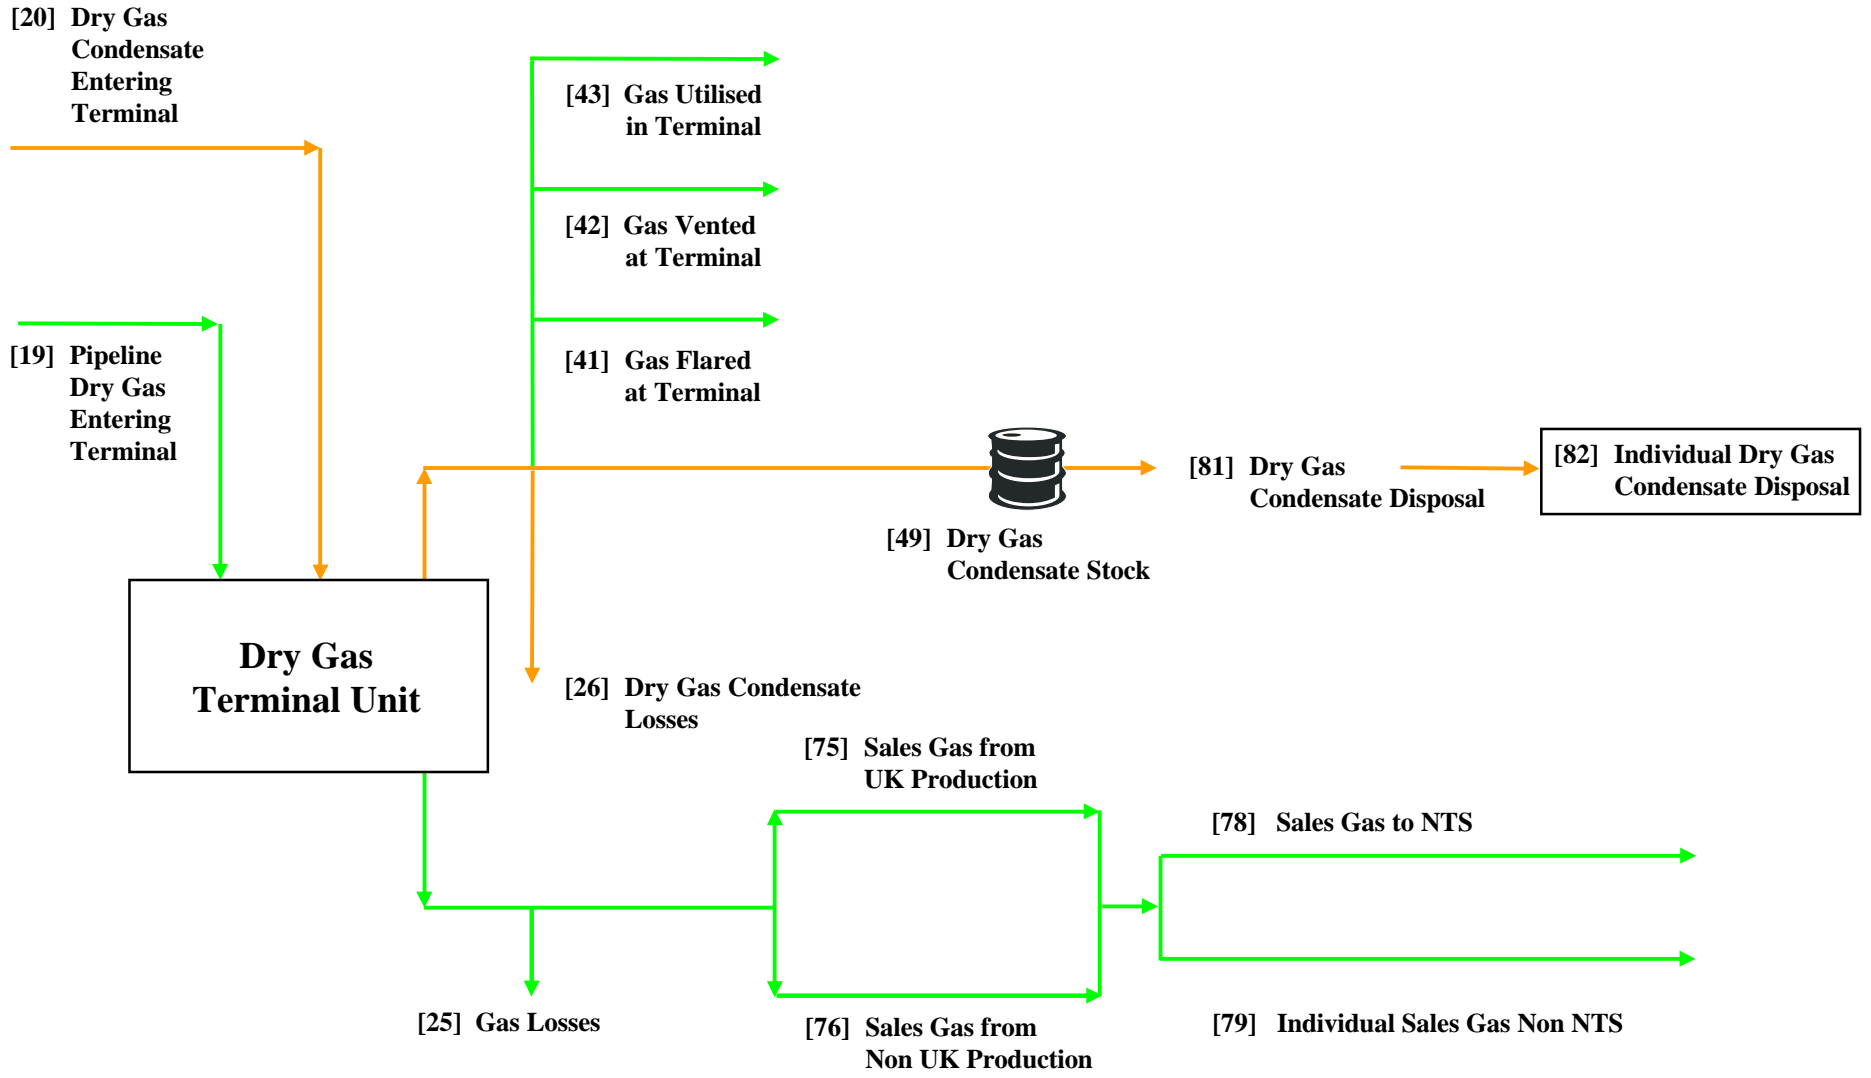 [20] Dry Gas
Condensate
Entering
Terminal
[43] Gas Utilised
in Terminal
[42] Gas Vented
at Terminal
[19] Pipeline
Dry Gas
Entering
Terminal
[41] Gas Flared
at Terminal
[81] Dry Gas
Condensate Disposal
[82] Individual Dry Gas
Condensate Disposal
[49] Dry Gas
Condensate Stock
Dry Gas
Terminal Unit
[26] Dry Gas Condensate
Losses
[75] Sales Gas from
UK Production
[78] Sales Gas to NTS
[25] Gas Losses
[76] Sales Gas from
Non UK Production
[79] Individual Sales Gas Non NTS